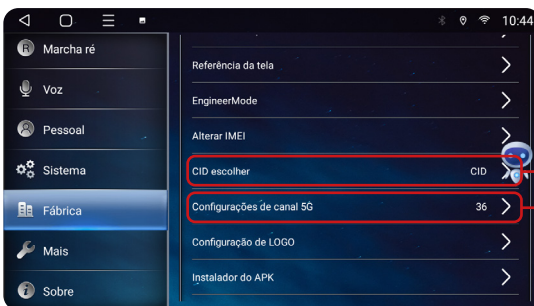 10:44
Marcha ré
Voz
Pessoal
Sistema
Fábrica
Mais
Sobre
Referência da tela
EngineerMode
Alterar IMEI
CID escolher CID
Configurações de canal 5G 36
Configuração de LOGO
Instalador do APK